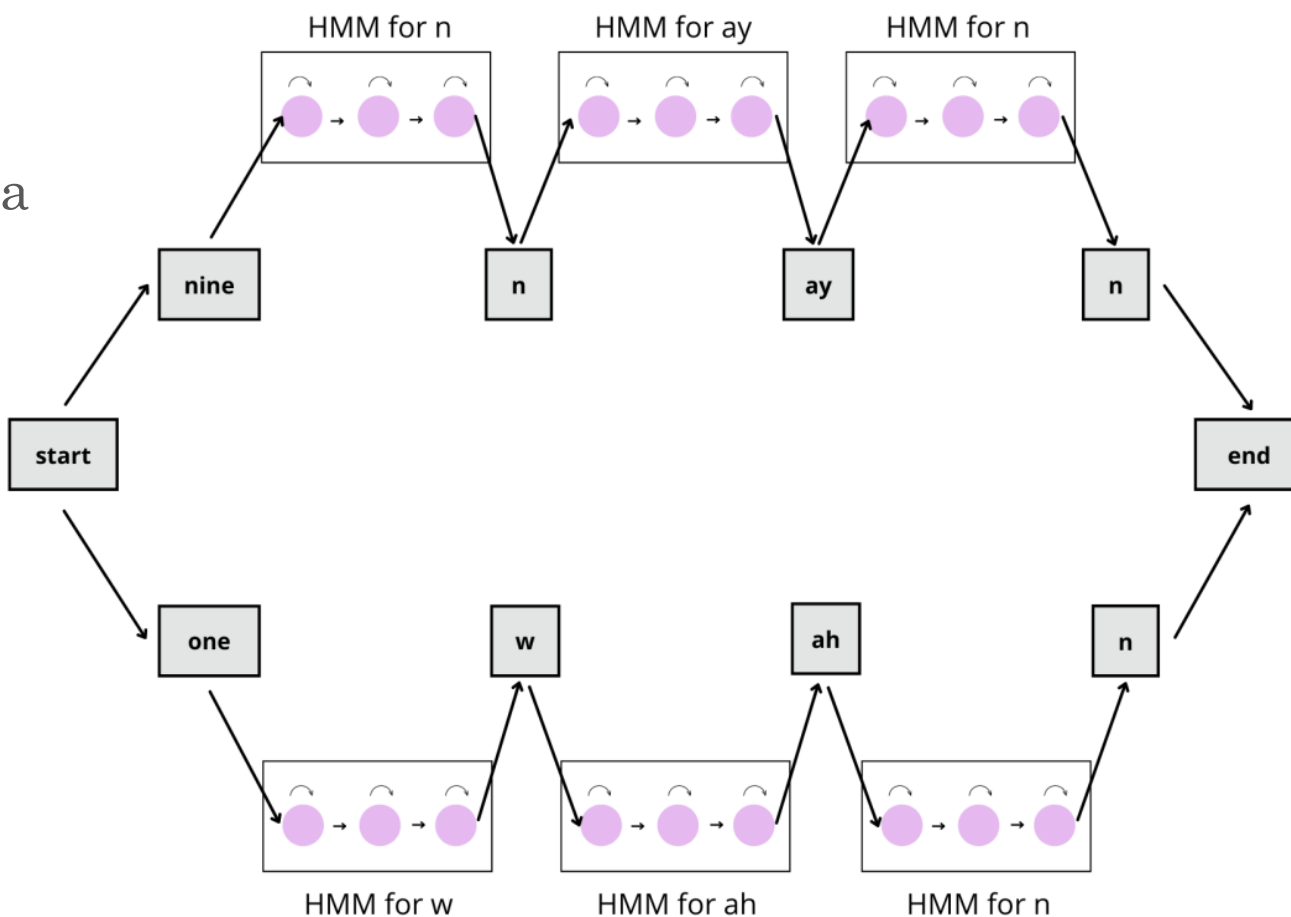 HMM for n
HMM for ay
HMM for n
a
nine
n
ay
n
start
end
one
w
ah
n
HMM for w
HMM for ah
HMM for n